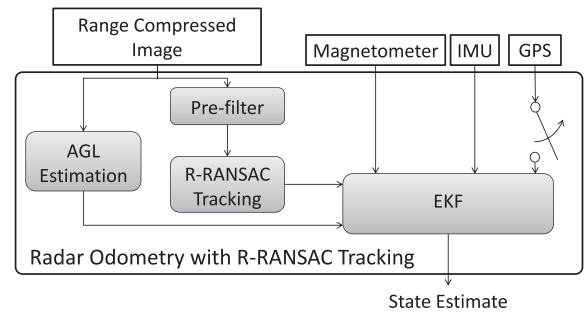 Range Compressed
Image
Magnetometer
IMU
GPS
Pre-filter
AGL
Estimation
R-RANSAC
Tracking
EKF
Radar Odometry with R-RANSAC Tracking
State Estimate